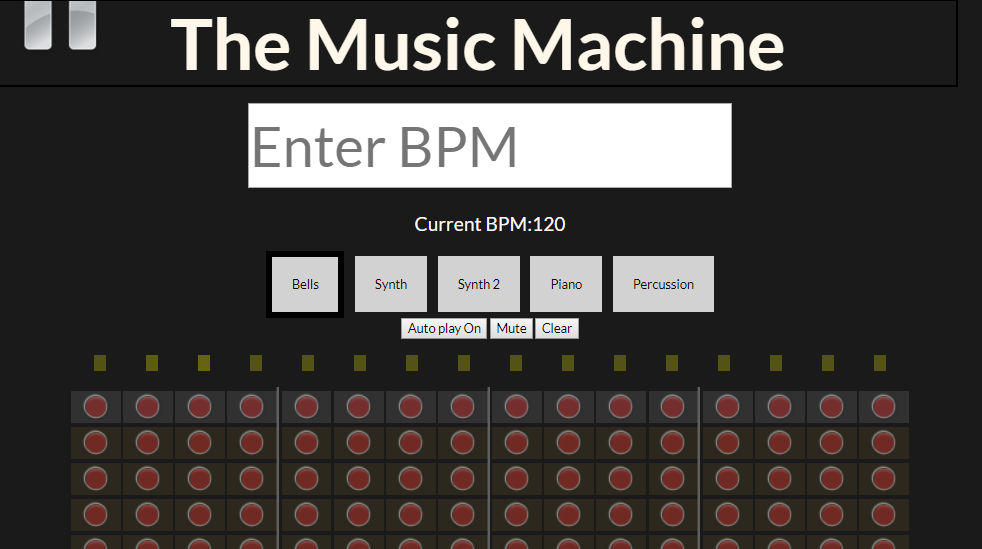 The Music Machine
Enter BPM
Current BPM:120
Bells Synth Synth 2 Piano Percussion
Auto play On Mute Clear